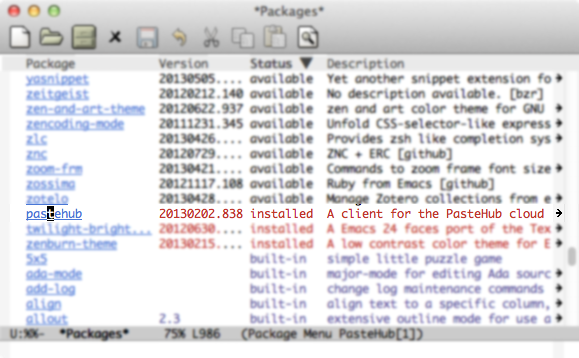 *Packages*
Package Version Status ▼ Description
yasnippet 20130505.... available Yet another snippet extension fo
zeitgeist 20120212.140 available No description available. [bzr]
zen-and-art-theme 20120622.937 available zen and art color theme for GNU
zencoding-mode 20111231.345 available Unfold CSS-selector-like express
zlc 20130426.... available Provides zsh like completion sys
znc 20120729.... available ZNC + ERC [github]
zoom-frm 20130421.... available Commands to zoom frame font size
zossima 20121117.108 available Ruby from Emacs [github]
zotelo 20130428.... available Manage Zotero collections from e
pastehub 20130202.838 installed A client for the PasteHub cloud
twilight-bright... 20120630.... installed A Emacs 24 faces port of the Tex
zenburn-theme 20130215.... installed A low contrast color theme for E
5x5 built-in simple little puzzle game
ada-mode built-in major-mode for editing Ada sourc
add-log built-in change log maintenance commands
align built-in align text to a specific column,
allout 2.3 built-in extensive outline mode for use a
U:%%- *Packages* 75% L986 (Package Menu PasteHub[1])